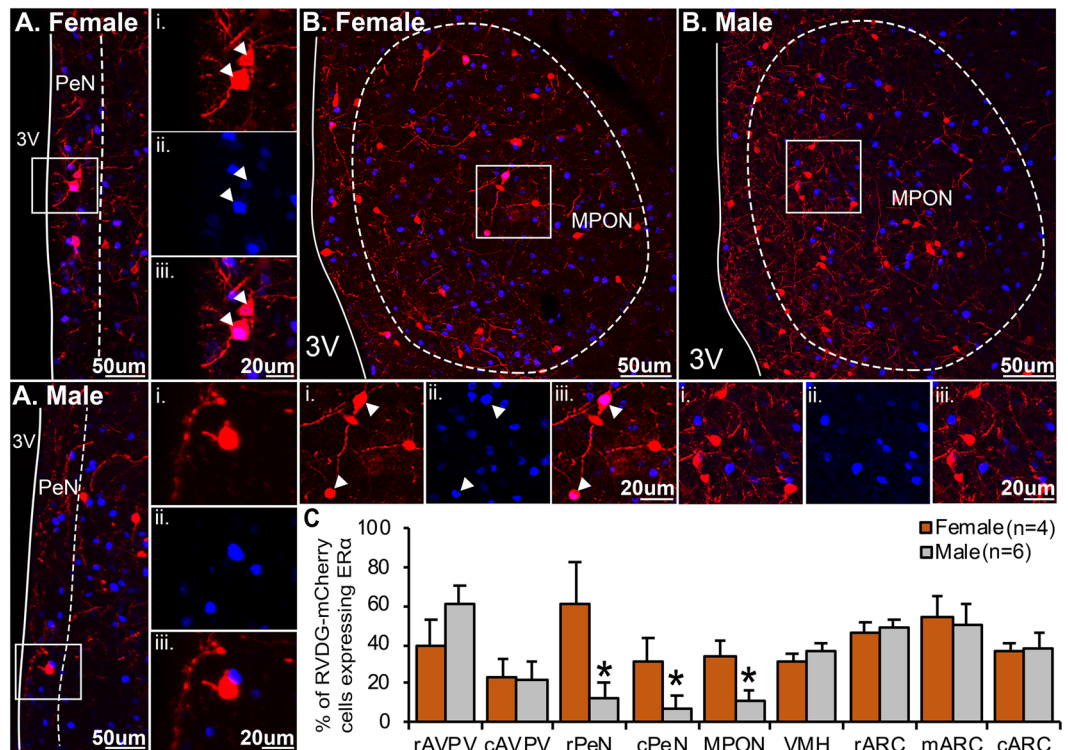 A. Female
PeN
3V
50um
i.
ii.
iii.
20um
B. Female
MPON
3V
50um
B. Male
MPON
3V
50um
A. Male
3V
PeN
50um
i.
ii.
iii.
20um
i.
ii.
iii.
20um
i.
ii.
iii.
20um
C
% of RVDG-mCherry
cells expressing ERα
100
80
60
40
20
0
Female (n=4)
Male (n=6)
* * *
rAVPV cAVPV rPeN cPeN MPON VMH rARC mARC cARC